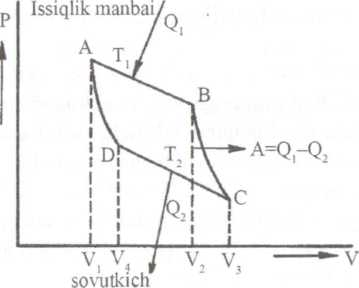 Issiqlik manbai
P
Q₁
A
T₁
B
A=Q₁–Q₂
D
T₂
C
Q₂
V₁ V₄ V₂ V₃ V
sovutkich